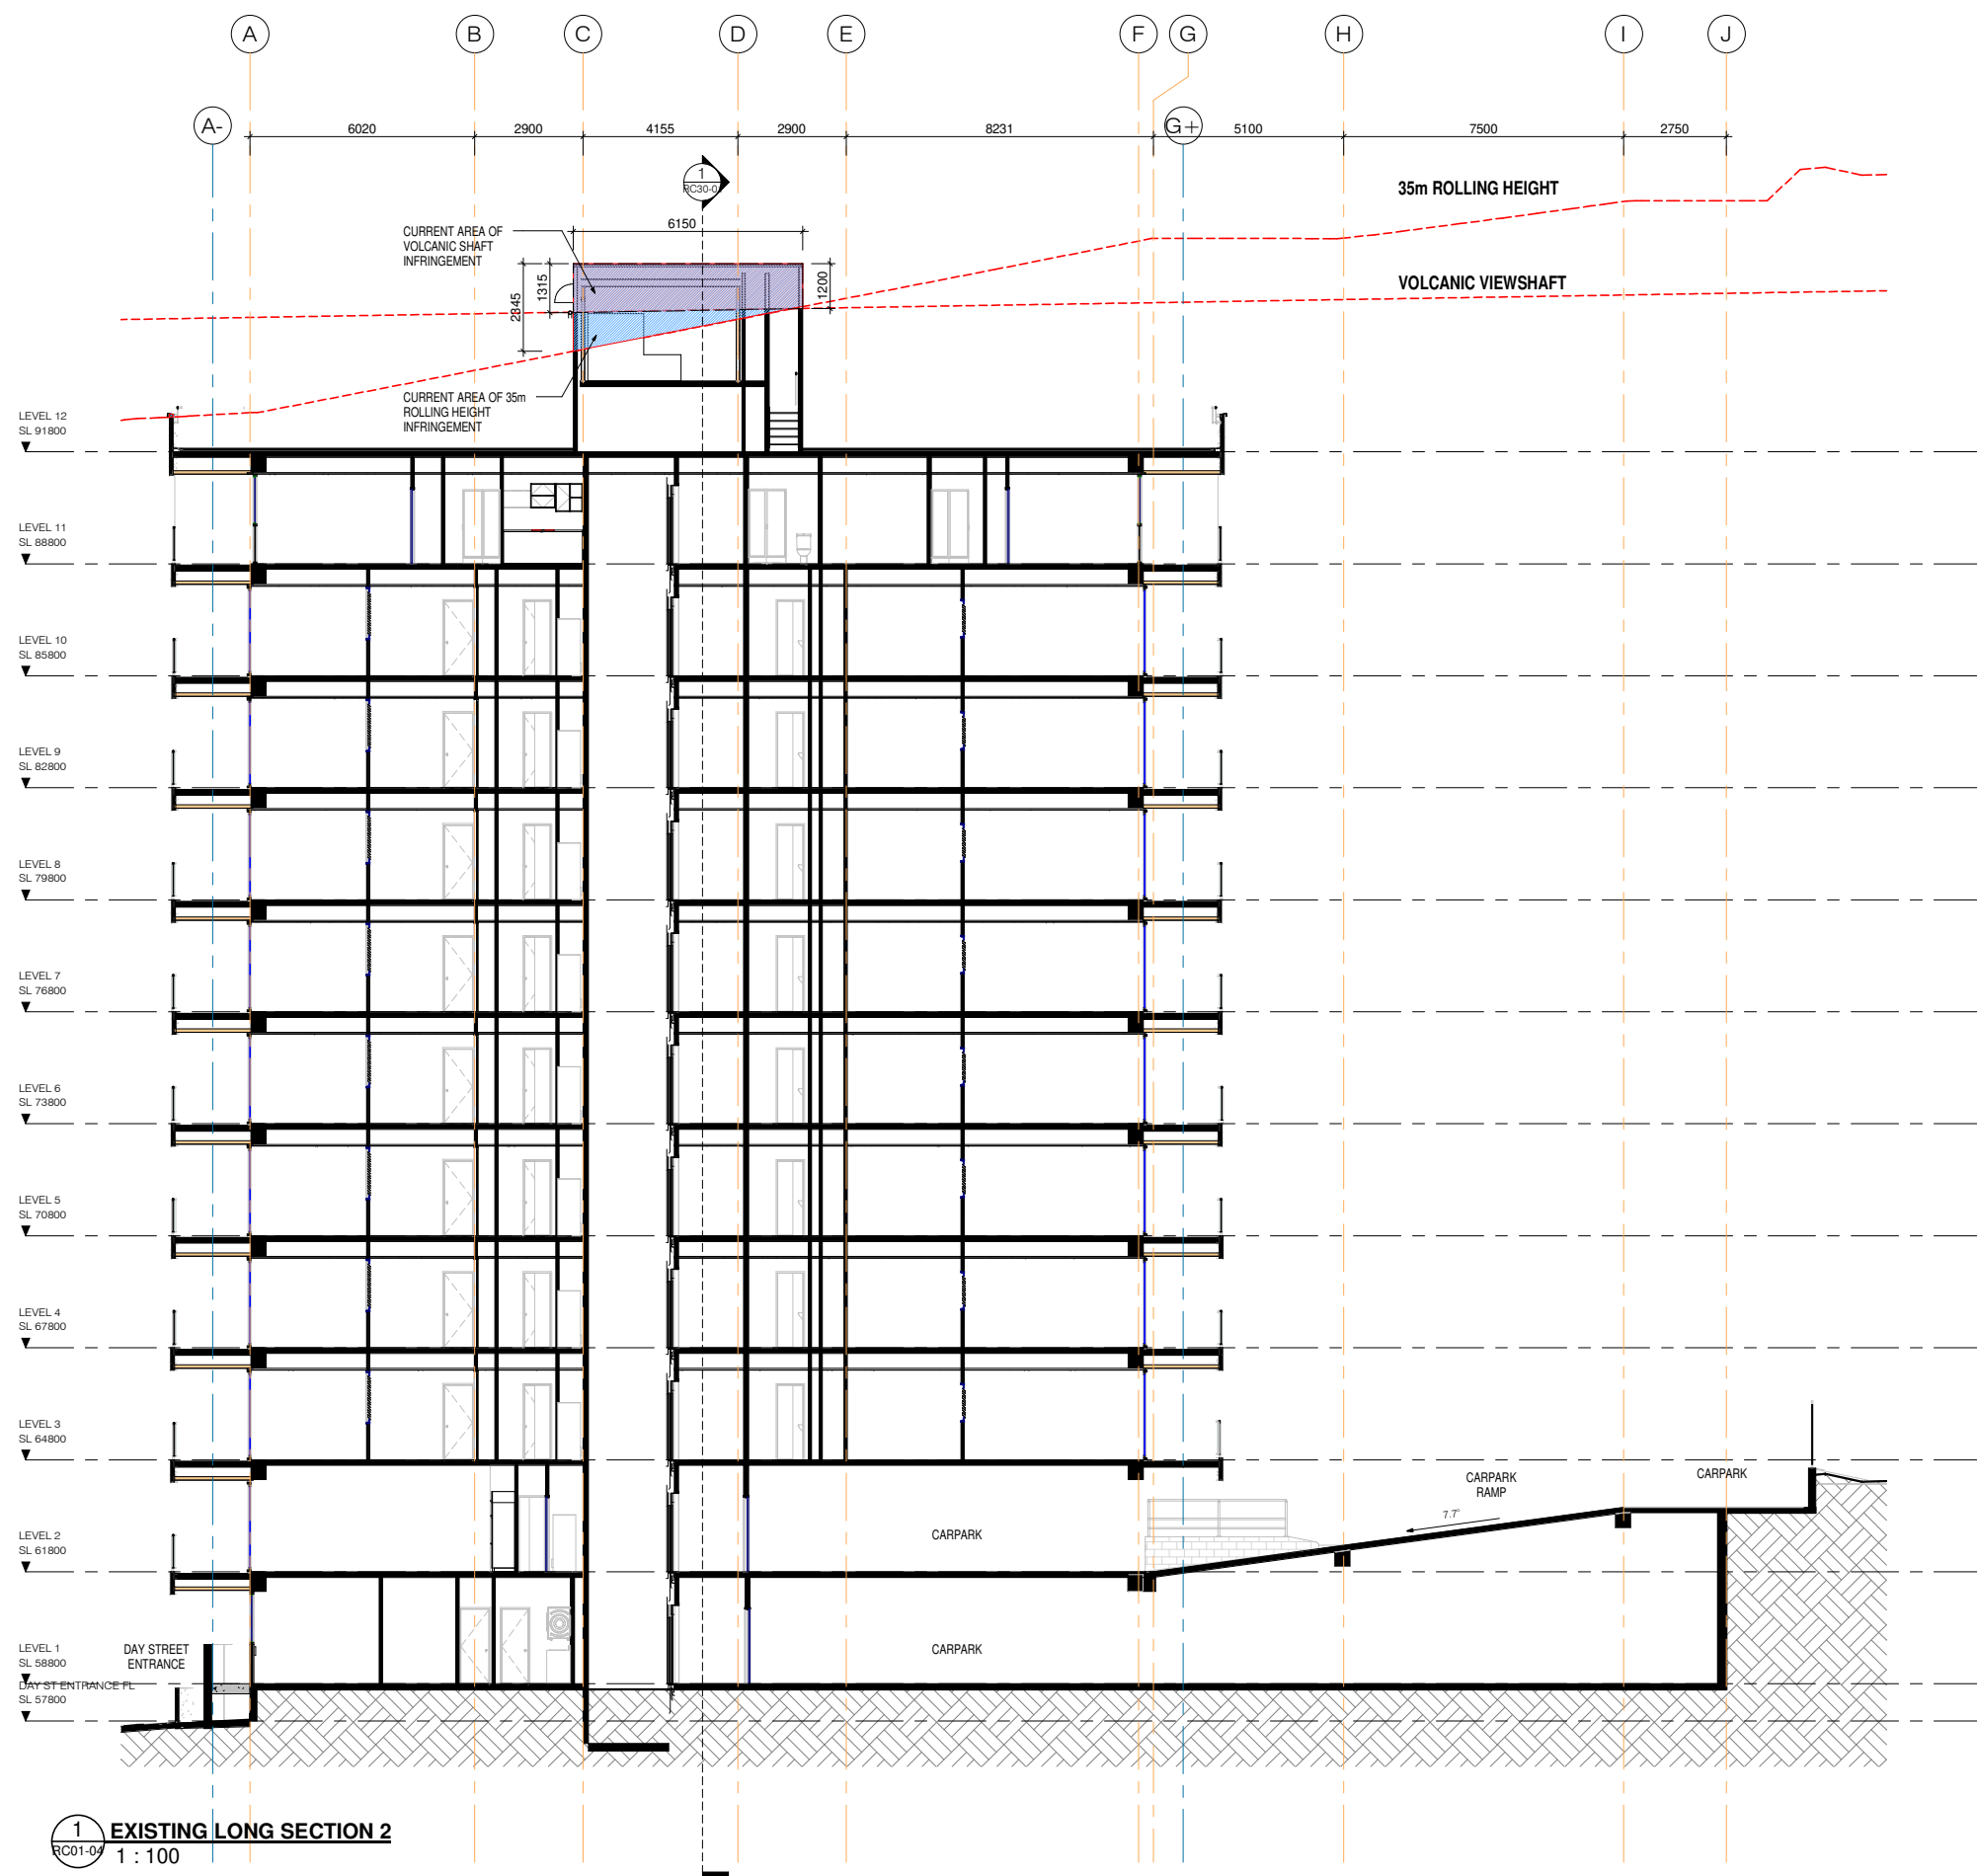 A
B
C
D
E
F
G
H
I
J
A-
G+
6020
2900
4155
2900
8231
5100
7500
2750
1
35m ROLLING HEIGHT
6150
CURRENT AREA OF
VOLCANIC SHAFT
INFRINGEMENT
1315
2345
1200
VOLCANIC VIEWSHAFT
CURRENT AREA OF 35m
ROLLING HEIGHT
INFRINGEMENT
LEVEL 12
SL 91800
LEVEL 11
SL 88800
LEVEL 10
SL 85800
LEVEL 9
SL 82800
LEVEL 8
SL 79800
LEVEL 7
SL 76800
LEVEL 6
SL 73800
LEVEL 5
SL 70800
LEVEL 4
SL 67800
LEVEL 3
SL 64800
CARPARK
RAMP
CARPARK
7.7°
CARPARK
LEVEL 2
SL 61800
LEVEL 1
SL 58800
DAY STREET
ENTRANCE
CARPARK
DAY ST ENTRANCE FL
SL 57800
1
RC01-04
EXISTING LONG SECTION 2
1 : 100